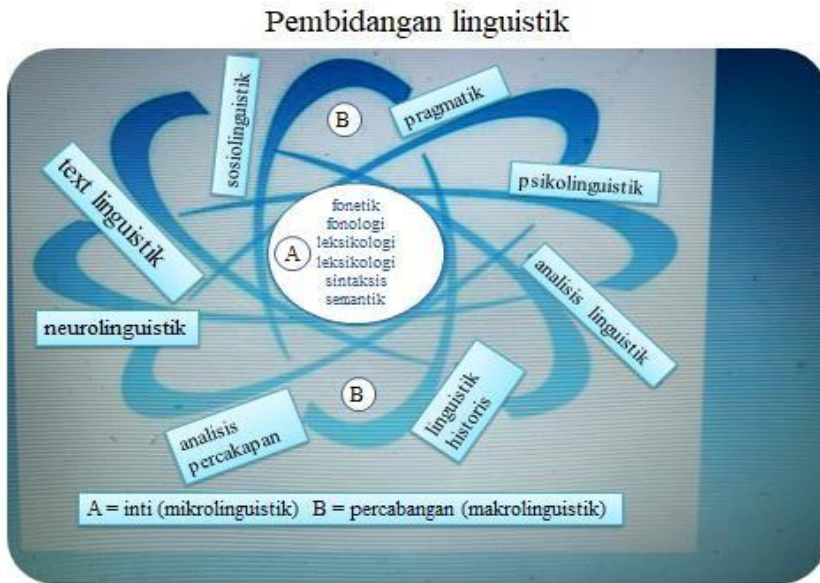 Pembidangan linguistik
sosiolinguistik
B
pragmatik
text linguistik
psikolinguistik
A
fonetik
fonologi
leksikologi
leksikologi
sintaksis
semantik
analisis linguistik
neurolinguistik
B
linguistik
historis
analisis
percakapan
A = inti (mikrolinguistik) B = percabangan (makrolinguistik)